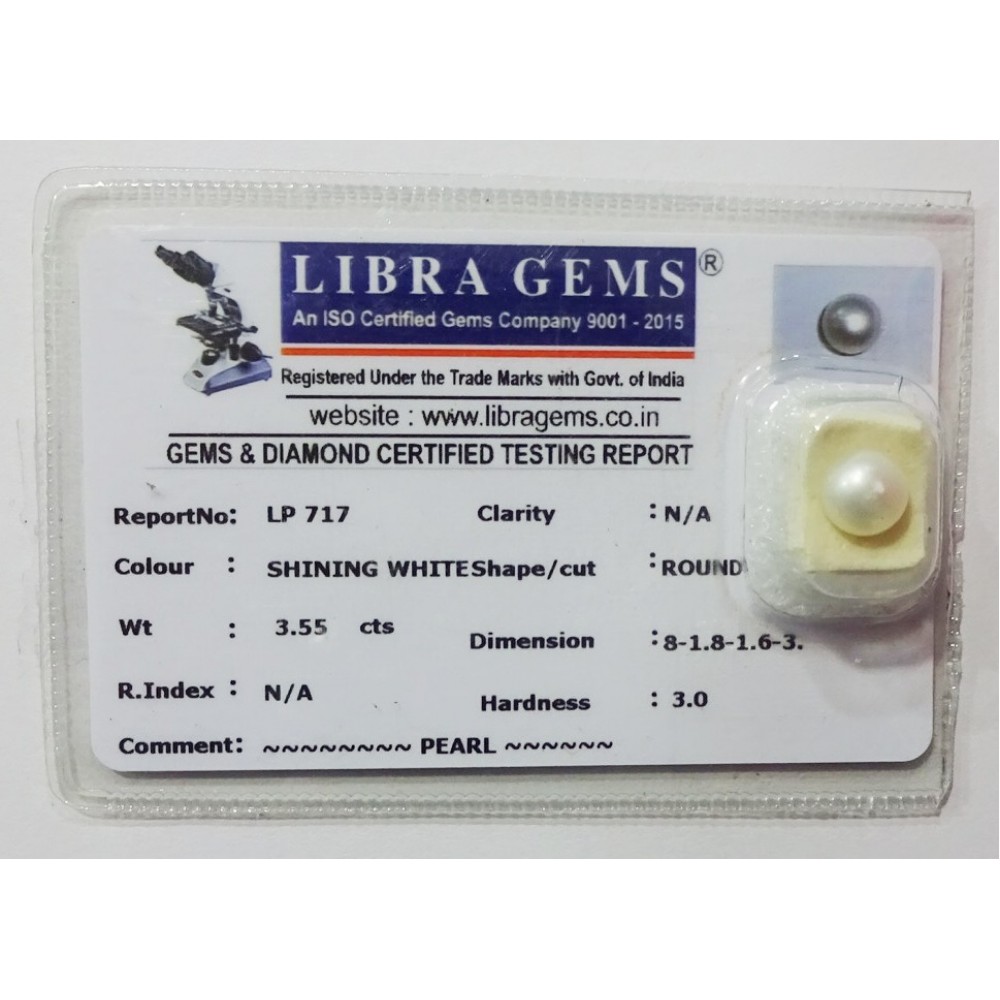 LIBRA GEMS ®
An ISO Certified Gems Company 9001 - 2015
Registered Under the Trade Marks with Govt. of India
website : www.libragems.co.in
GEMS & DIAMOND CERTIFIED TESTING REPORT
ReportNo: LP 717 Clarity : N/A
Colour : SHINING WHITE Shape/cut : ROUND
Wt : 3.55 cts Dimension : 8-1.8-1.6-3.
R.Index : N/A Hardness : 3.0
Comment: ~~~~~~~~ PEARL ~~~~~~